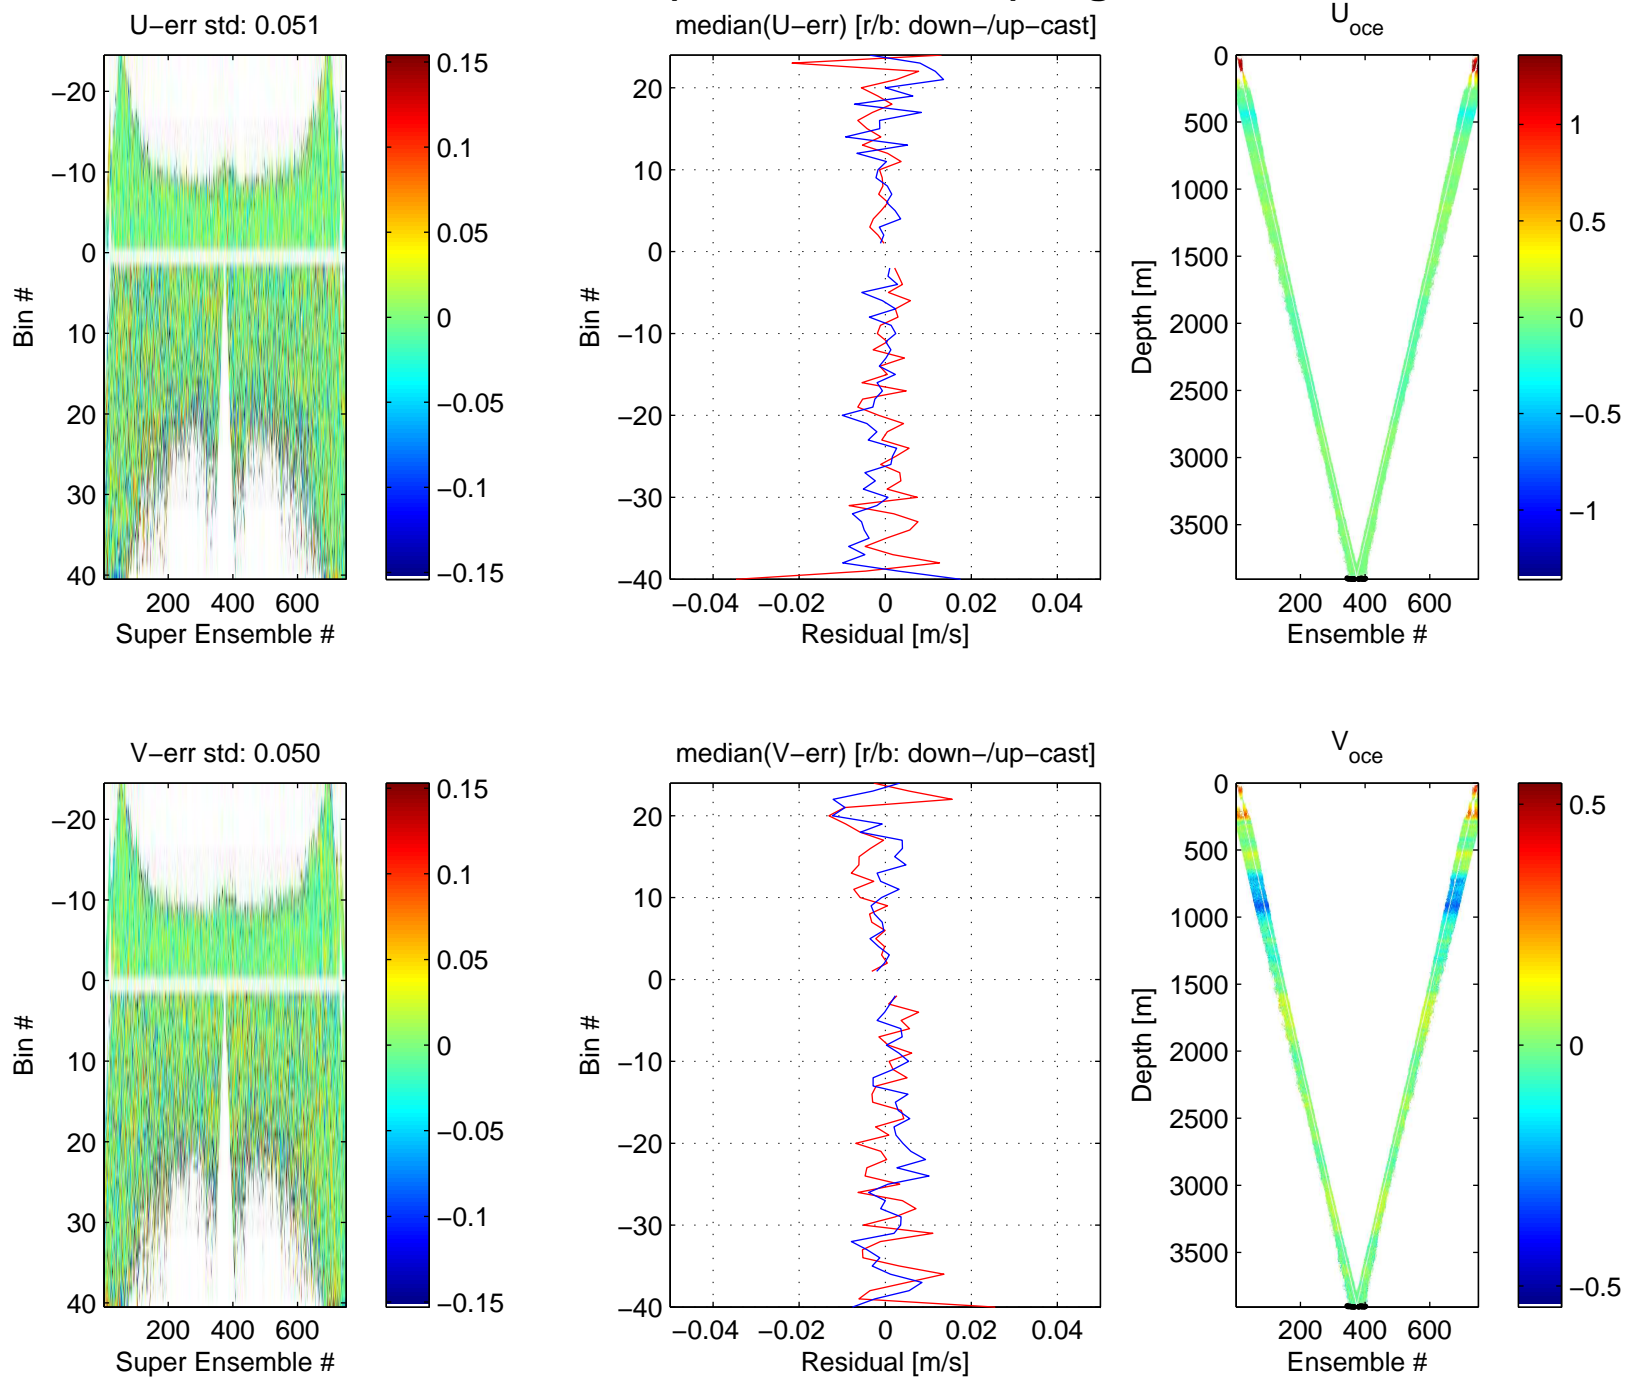 U−err std: 0.051
median(U−err) [r/b: down−/up−cast]
U_oce
−20
−10
0
10
20
30
40
Bin #
200 400 600
Super Ensemble #
0.15
0.1
0.05
0
−0.05
−0.1
−0.15
20
10
0
−10
−20
−30
−40
Bin #
−0.04 −0.02 0 0.02 0.04
Residual [m/s]
0
500
1000
1500
2000
2500
3000
3500
Depth [m]
200 400 600
Ensemble #
1
0.5
0
−0.5
−1
V−err std: 0.050
median(V−err) [r/b: down−/up−cast]
V_oce
−20
−10
0
10
20
30
40
Bin #
200 400 600
Super Ensemble #
0.15
0.1
0.05
0
−0.05
−0.1
−0.15
20
10
0
−10
−20
−30
−40
Bin #
−0.04 −0.02 0 0.02 0.04
Residual [m/s]
0
500
1000
1500
2000
2500
3000
3500
Depth [m]
200 400 600
Ensemble #
0.5
0
−0.5